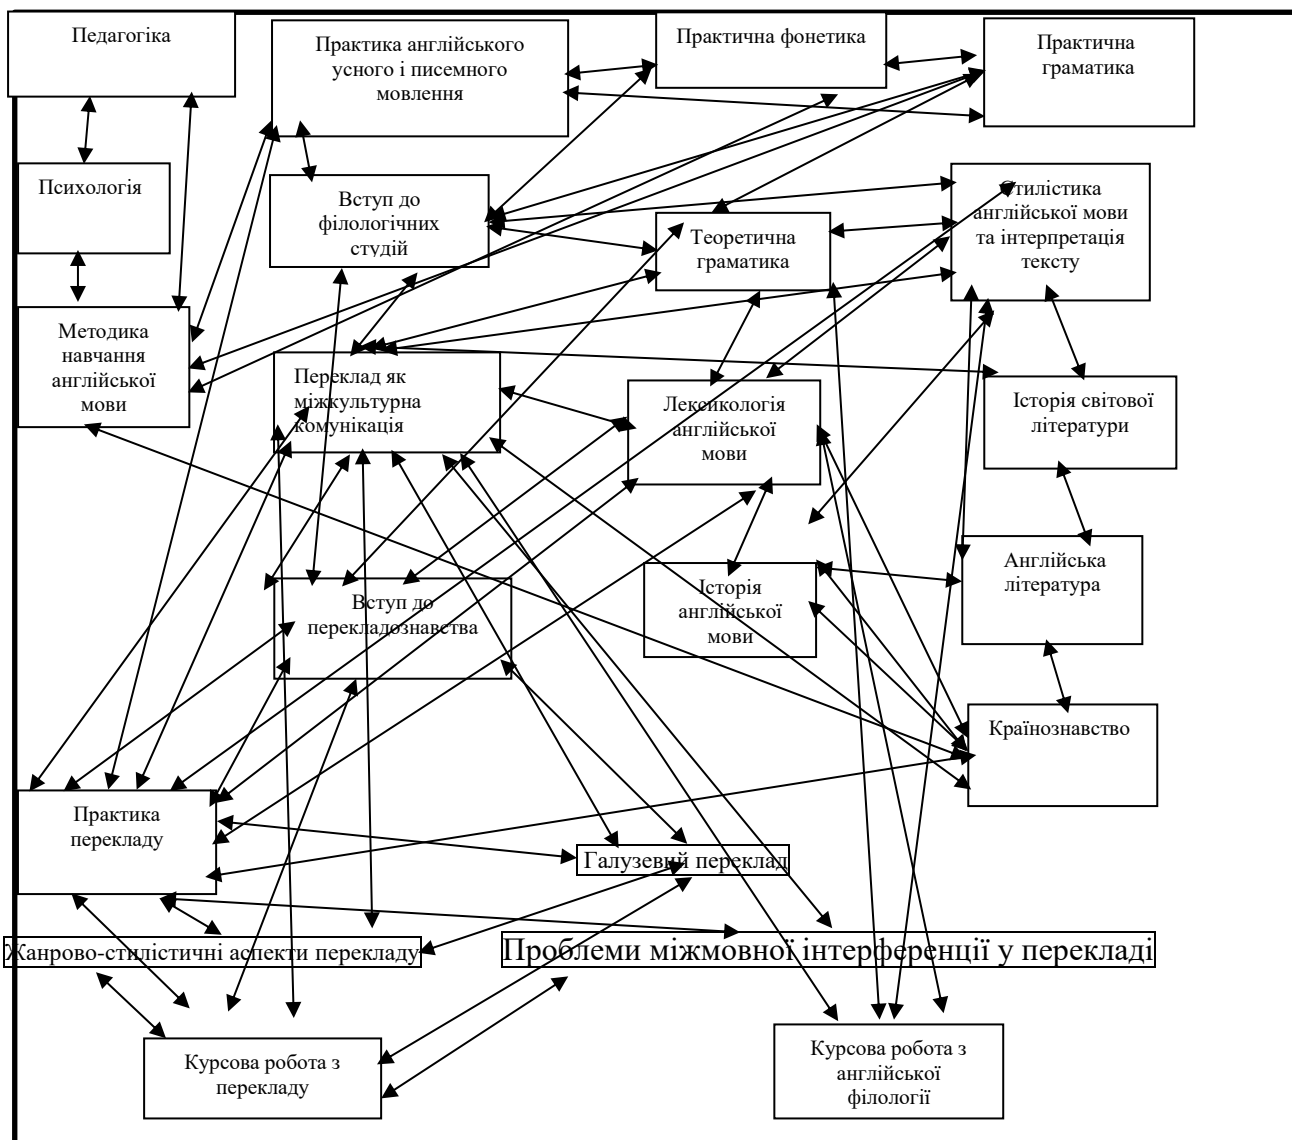 Педагогіка
Практика англійського
усного і писемного
мовлення
Практична фонетика
Практична
граматика
Психологія
Вступ до
філологічних
студій
Теоретична
граматика
Стилістика
англійської мови
та інтерпретація
тексту
Методика
навчання
англійської
мови
Переклад як
міжкультурна
комунікація
Лексикологія
англійської
мови
Історія світової
літератури
Вступ до
перекладознавства
Історія
англійської
мови
Англійська
література
Країнознавство
Практика
перекладу
Галузевий переклад
Жанрово-стилістичні аспекти перекладу
Проблеми міжмовної інтерференції у перекладі
Курсова робота з
перекладу
Курсова робота з
англійської
філології